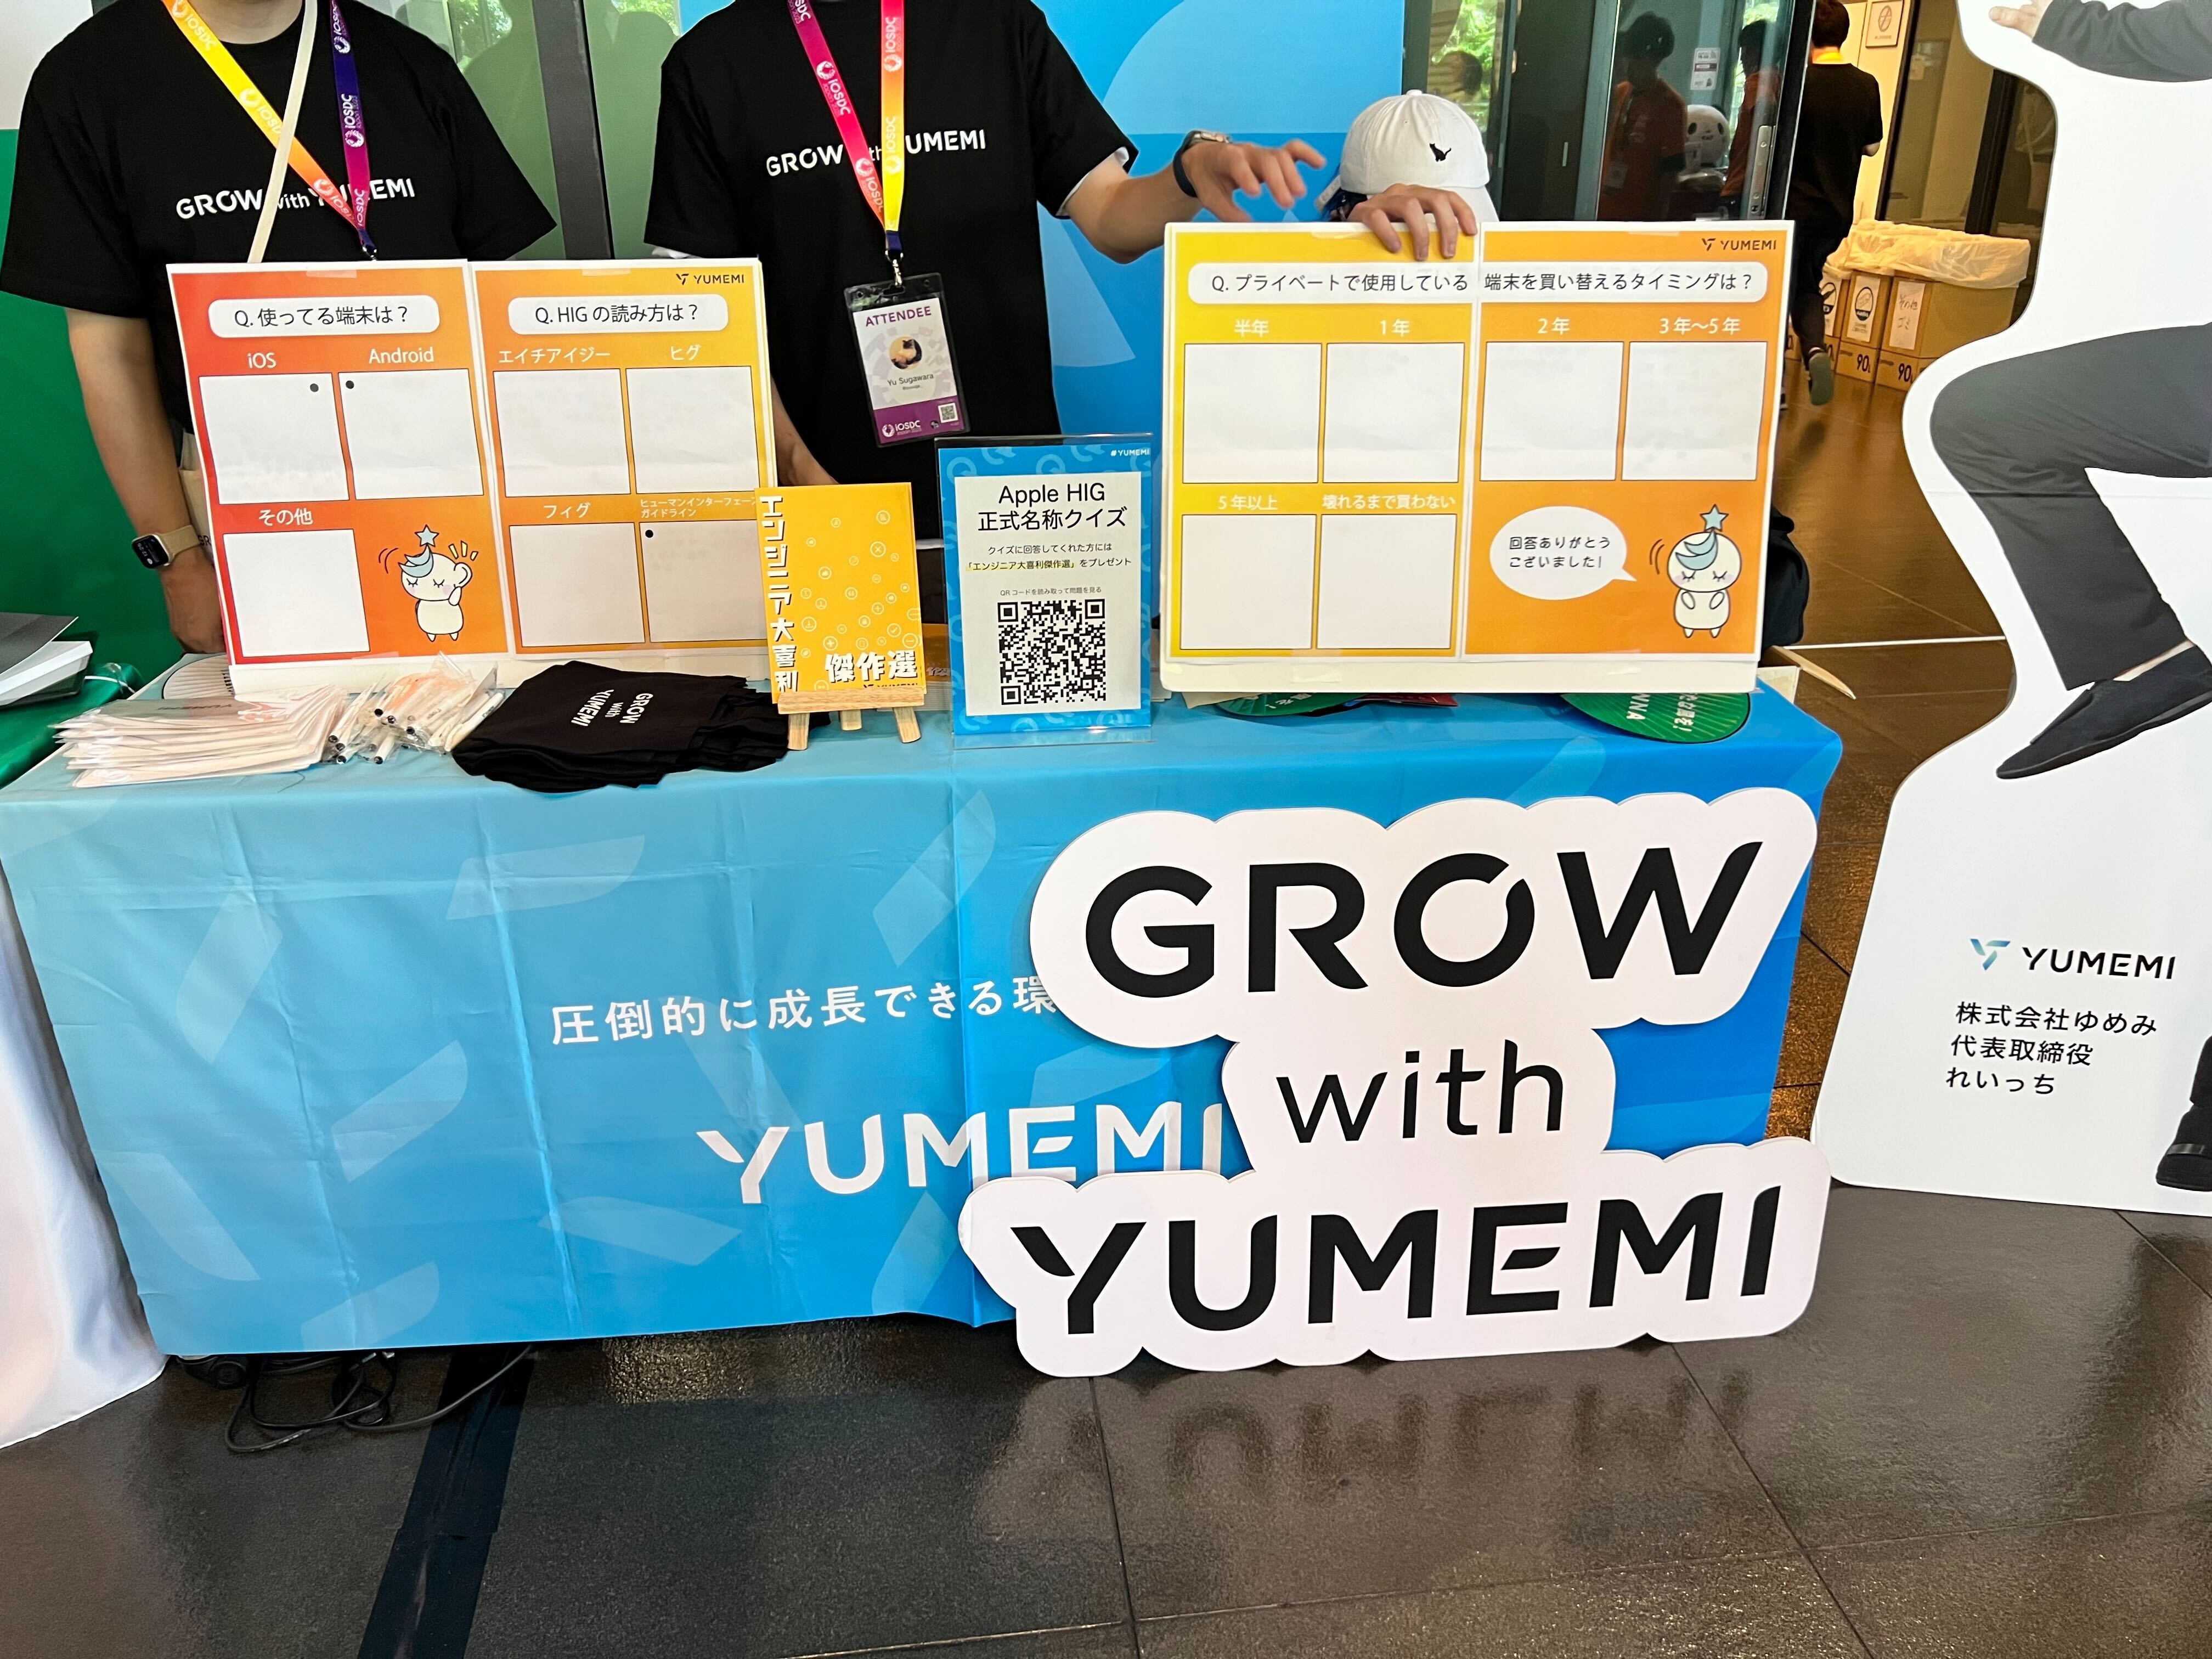 GROW with YUMEMI
GROW
YUMEMI
iOSDC
iOSDC
iOSDC
ATTENDEE
Yu Sugawara
iOSDC
YUMEMI
Q. 使ってる端末は？
iOS
Android
その他
Q. HIG の読み方は？
エイチアイジー
ヒグ
フィグ
ヒューマンインターフェース
ガイドライン
エンジニア大喜利
傑作選
#YUMEMI
Apple HIG
正式名称クイズ
クイズに回答してくれた方には
「エンジニア大喜利傑作選」をプレゼント
QRコードを読み取って問題を見る
YUMEMI
Q. プライベートで使用している 端末を買い替えるタイミングは？
半年
1年
2年
3年〜5年
5年以上
壊れるまで買わない
回答ありがとう
ございました！
GROW
with
YUMEMI
圧倒的に成長できる環
YUMEMI
GROW
with
YUMEMI
YUMEMI
株式会社ゆめみ
代表取締役
れいっち
90
90